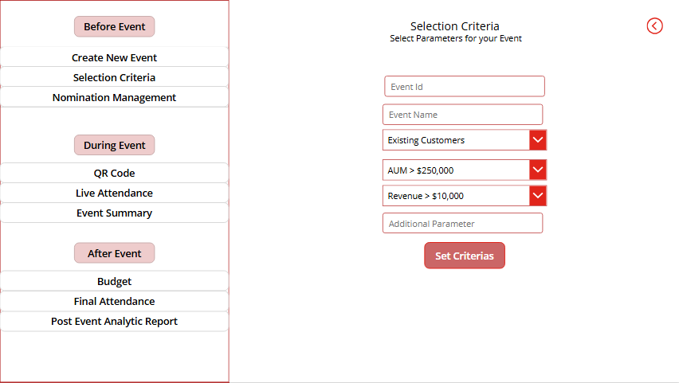 Before Event
Create New Event
Selection Criteria
Nomination Management
During Event
QR Code
Live Attendance
Event Summary
After Event
Budget
Final Attendance
Post Event Analytic Report
Selection Criteria
Select Parameters for your Event
Event Id
Event Name
Existing Customers
AUM > $250,000
Revenue > $10,000
Additional Parameter
Set Criterias